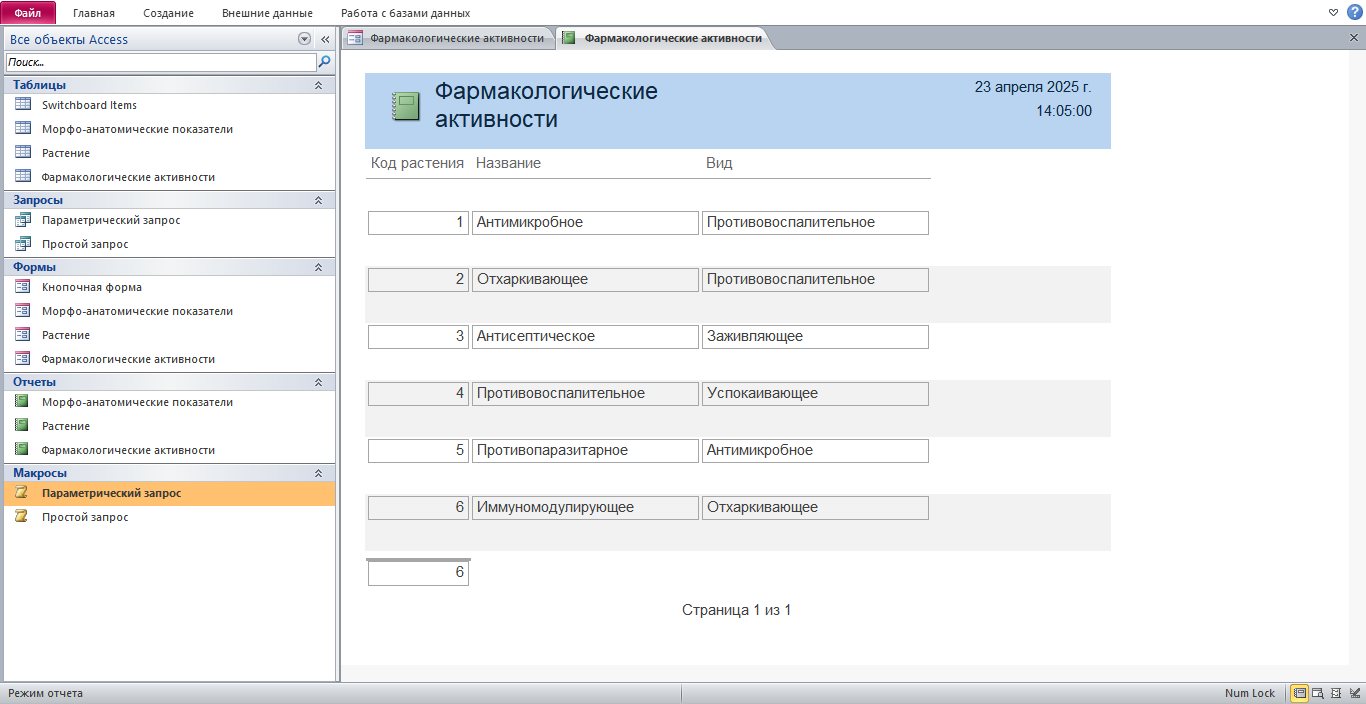 Файл Главная Создание Внешние данные Работа с базами данных
Все объекты Access
Поиск...
Таблицы
Switchboard Items
Морфо-анатомические показатели
Растение
Фармакологические активности
Запросы
Параметрический запрос
Простой запрос
Формы
Кнопочная форма
Морфо-анатомические показатели
Растение
Фармакологические активности
Отчеты
Морфо-анатомические показатели
Растение
Фармакологические активности
Макросы
Параметрический запрос
Простой запрос
Фармакологические активности Фармакологические активности
Фармакологические
активности
23 апреля 2025 г.
14:05:00
Код растения Название Вид
1 Антимикробное Противовоспалительное
2 Отхаркивающее Противовоспалительное
3 Антисептическое Заживляющее
4 Противовоспалительное Успокаивающее
5 Противопаразитарное Антимикробное
6 Иммуномодулирующее Отхаркивающее
6
Страница 1 из 1
Режим отчета Num Lock